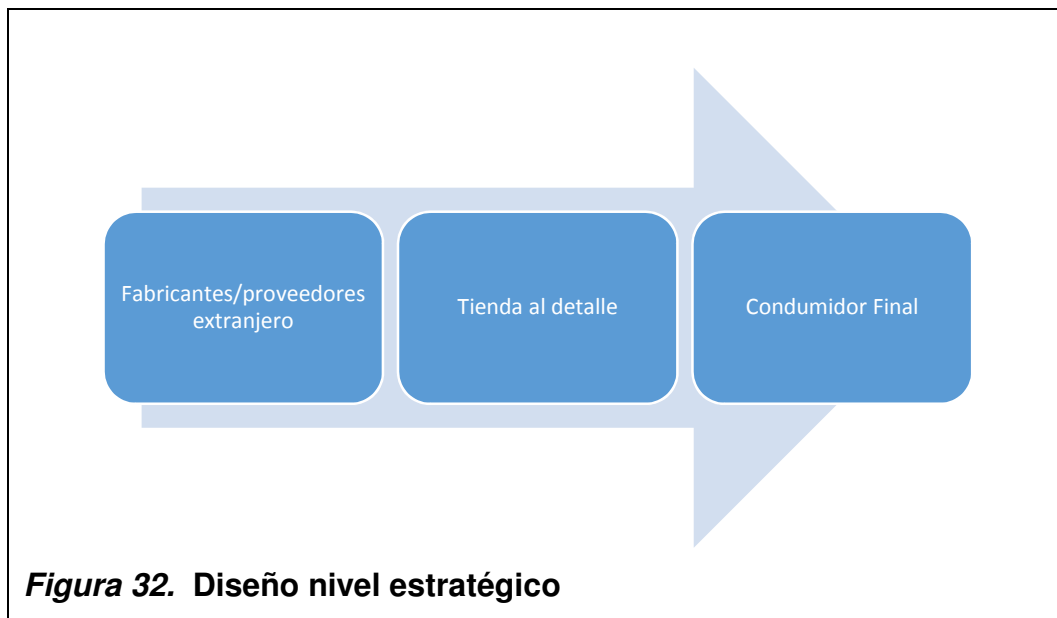 Fabricantes/proveedores
extranjero
Tienda al detalle
Condumidor Final
Figura 32. Diseño nivel estratégico